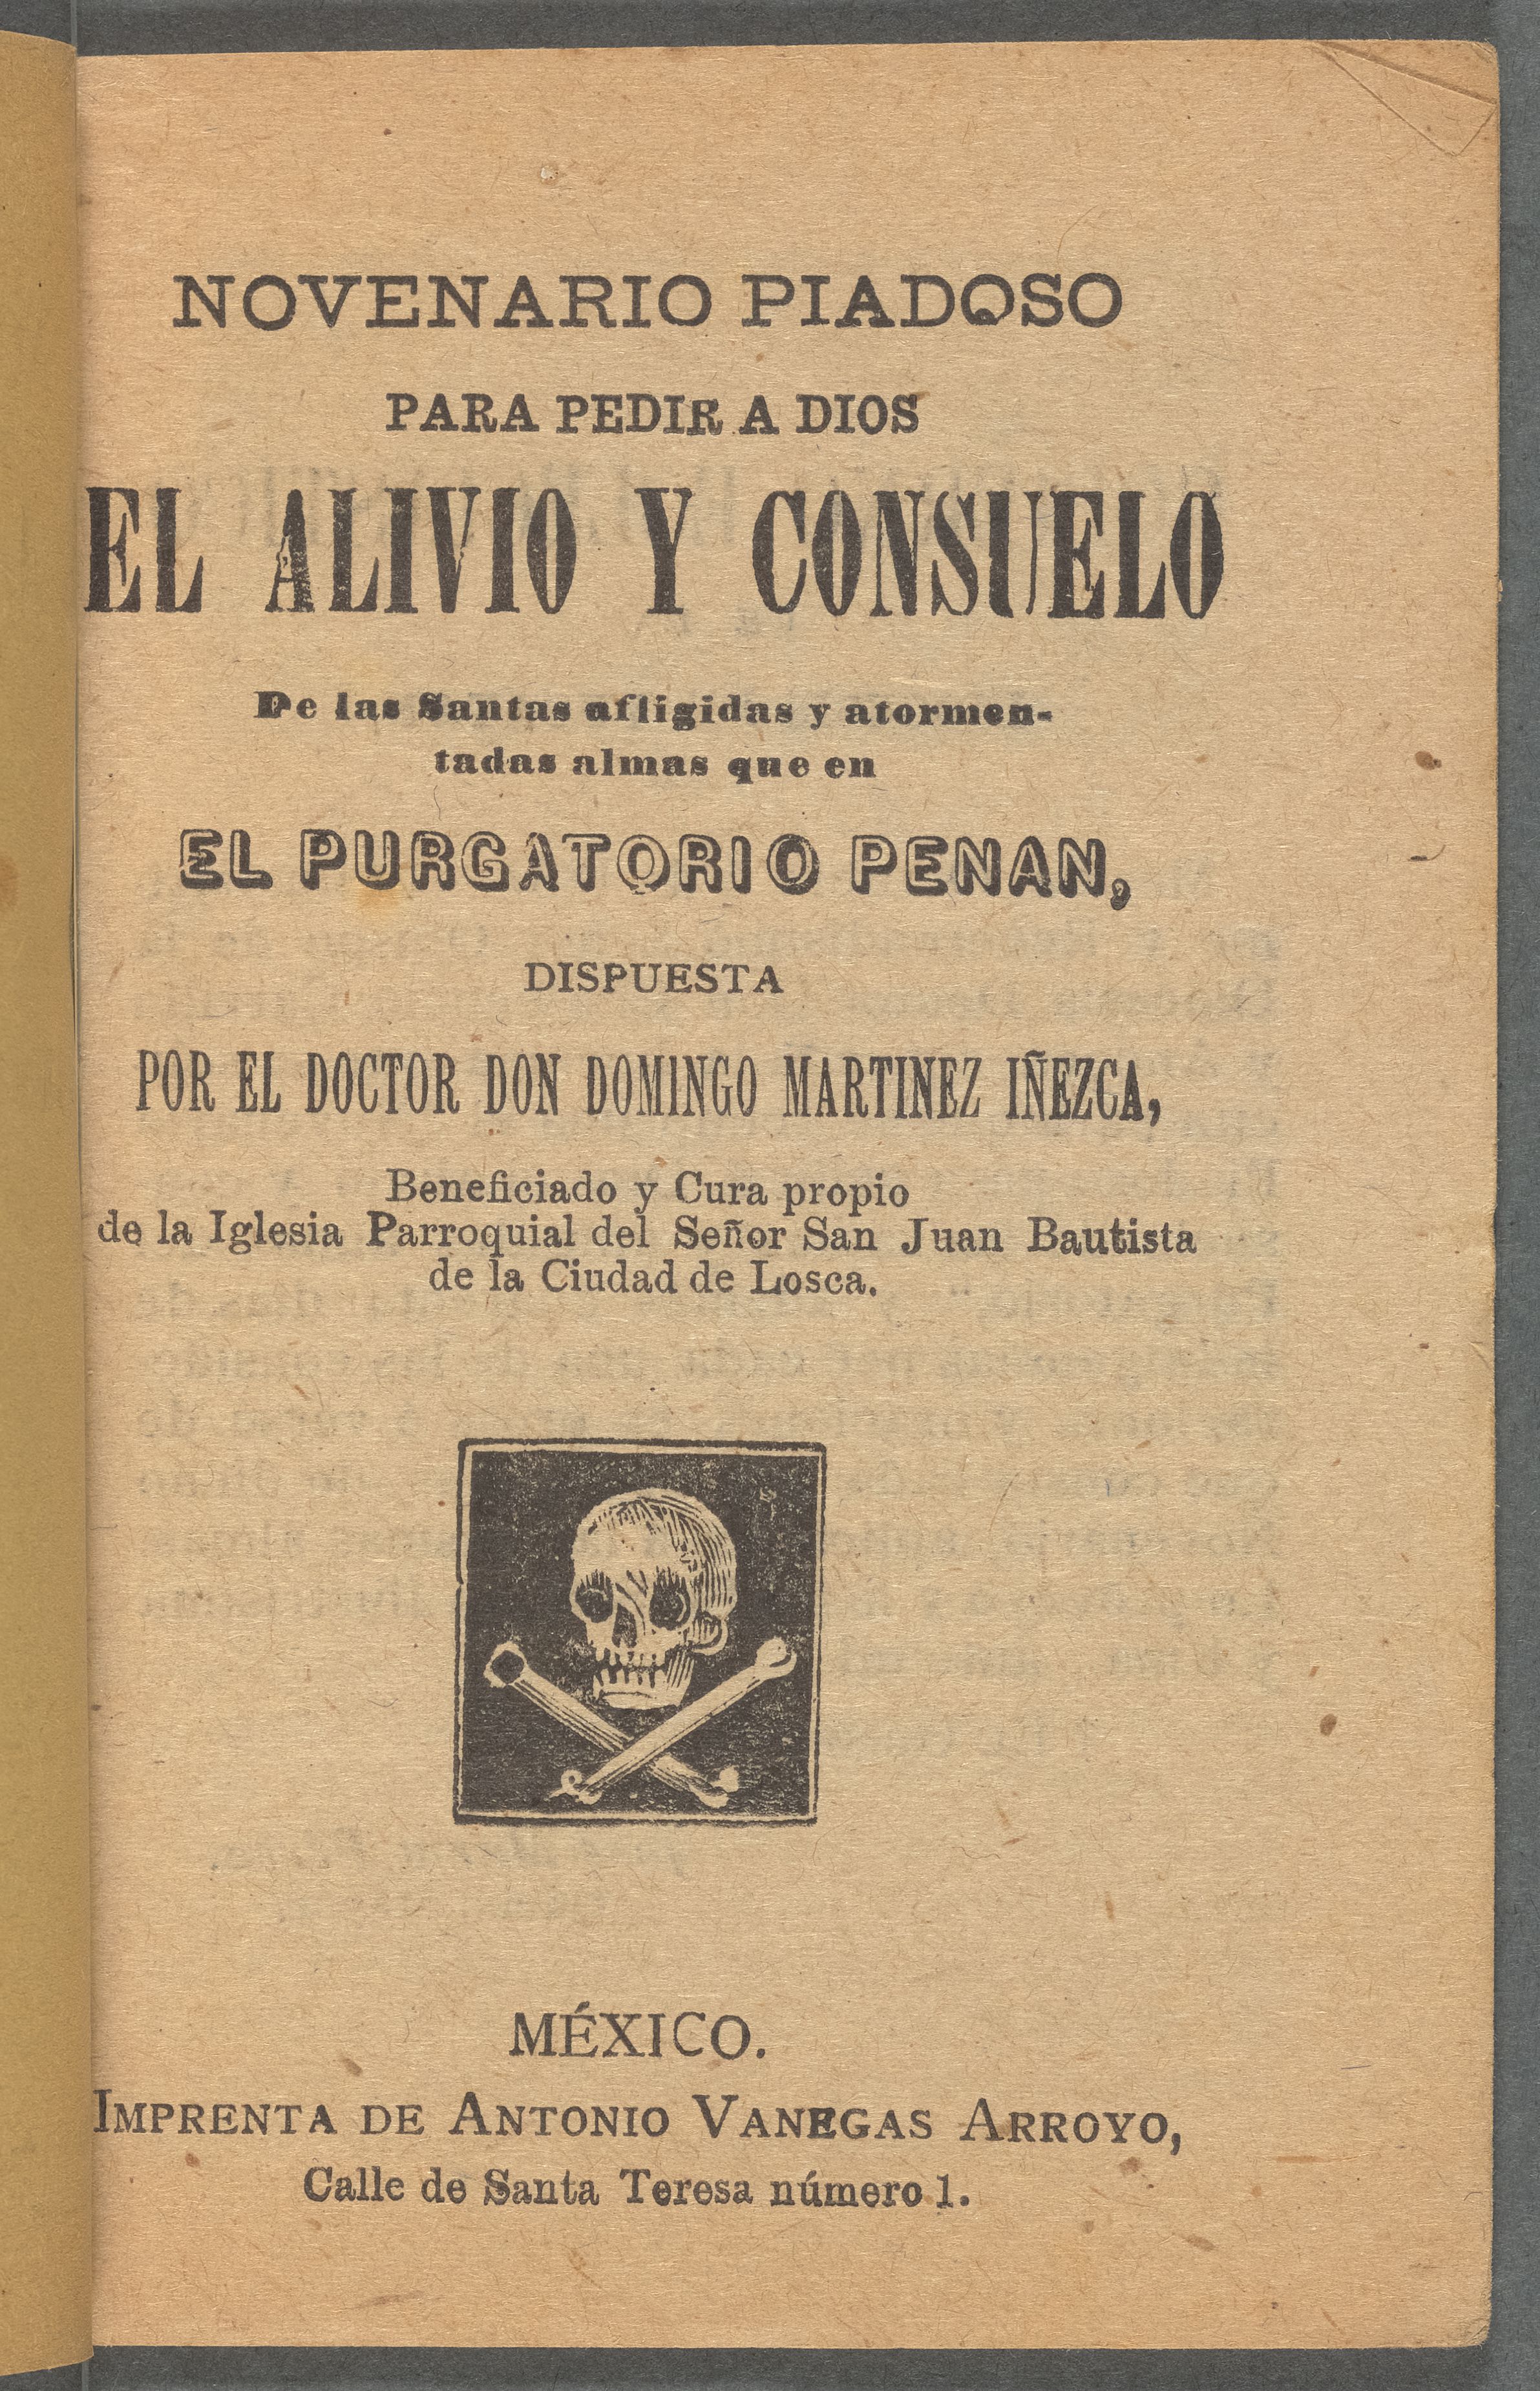 NOVENARIO PIADOSO
PARA PEDIR A DIOS
EL ALIVIO Y CONSUELO
De las Santas afligidas y atormen-
tadas almas que en
EL PURGATORIO PENAN,
DISPUESTA
POR EL DOCTOR DON DOMINGO MARTINEZ IÑEZCA,
Beneficiado y Cura propio
de la Iglesia Parroquial del Señor San Juan Bautista
de la Ciudad de Losca.
MÉXICO.
IMPRENTA DE ANTONIO VANEGAS ARROYO,
Calle de Santa Teresa número 1.